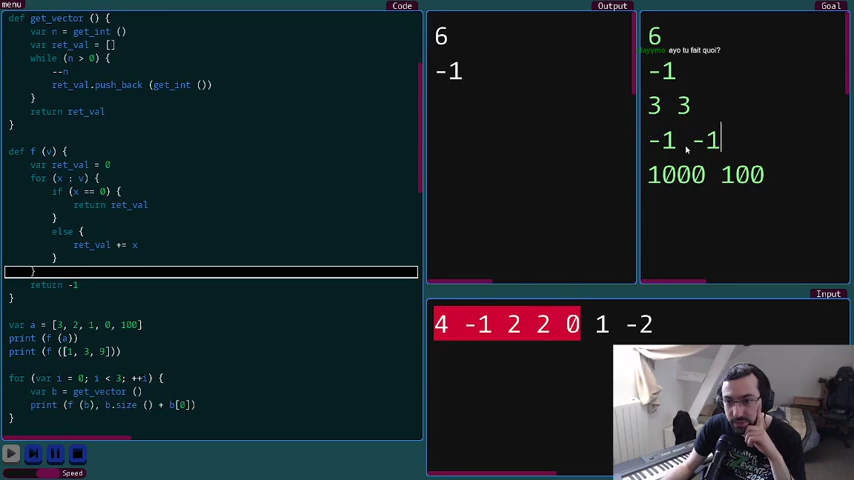 menu
Code
Output
Goal
def get_vector () {
var n = get_int ()
var ret_val = []
while (n > 0) {
--n
ret_val.push_back (get_int ())
}
return ret_val
}
def f (v) {
var ret_val = 0
for (x : v) {
if (x == 0) {
return ret_val
}
else {
ret_val += x
}
}
return -1
}
var a = [3, 2, 1, 0, 100]
print (f (a))
print (f ([1, 3, 9]))
for (var i = 0; i < 3; ++i) {
var b = get_vector ()
print (f (b), b.size () + b[0])
}
Speed
6
-1
6
ayo tu fait quoi?
-1
3 3
-1 -1
1000 100
Input
4 -1 2 2 0 1 -2